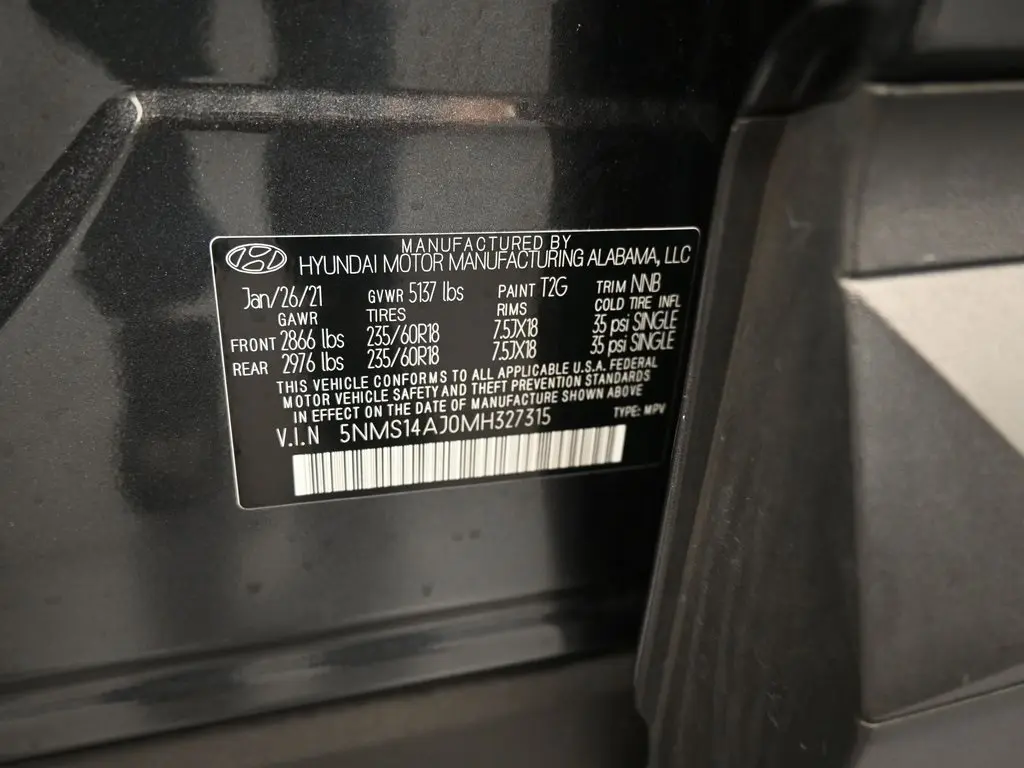 MANUFACTURED BY
HYUNDAI MOTOR MANUFACTURING ALABAMA, LLC
Jan/26/21 GVWR 5137 lbs PAINT T2G TRIM NNB
GAWR TIRES RIMS COLD TIRE INFL
FRONT 2866 lbs 235/60R18 7.5JX18 35 psi SINGLE
REAR 2976 lbs 235/60R18 7.5JX18 35 psi SINGLE
THIS VEHICLE CONFORMS TO ALL APPLICABLE U.S.A. FEDERAL
MOTOR VEHICLE SAFETY AND THEFT PREVENTION STANDARDS
IN EFFECT ON THE DATE OF MANUFACTURE SHOWN ABOVE
V.I.N 5NMS14AJ0MH327315 TYPE: MPV